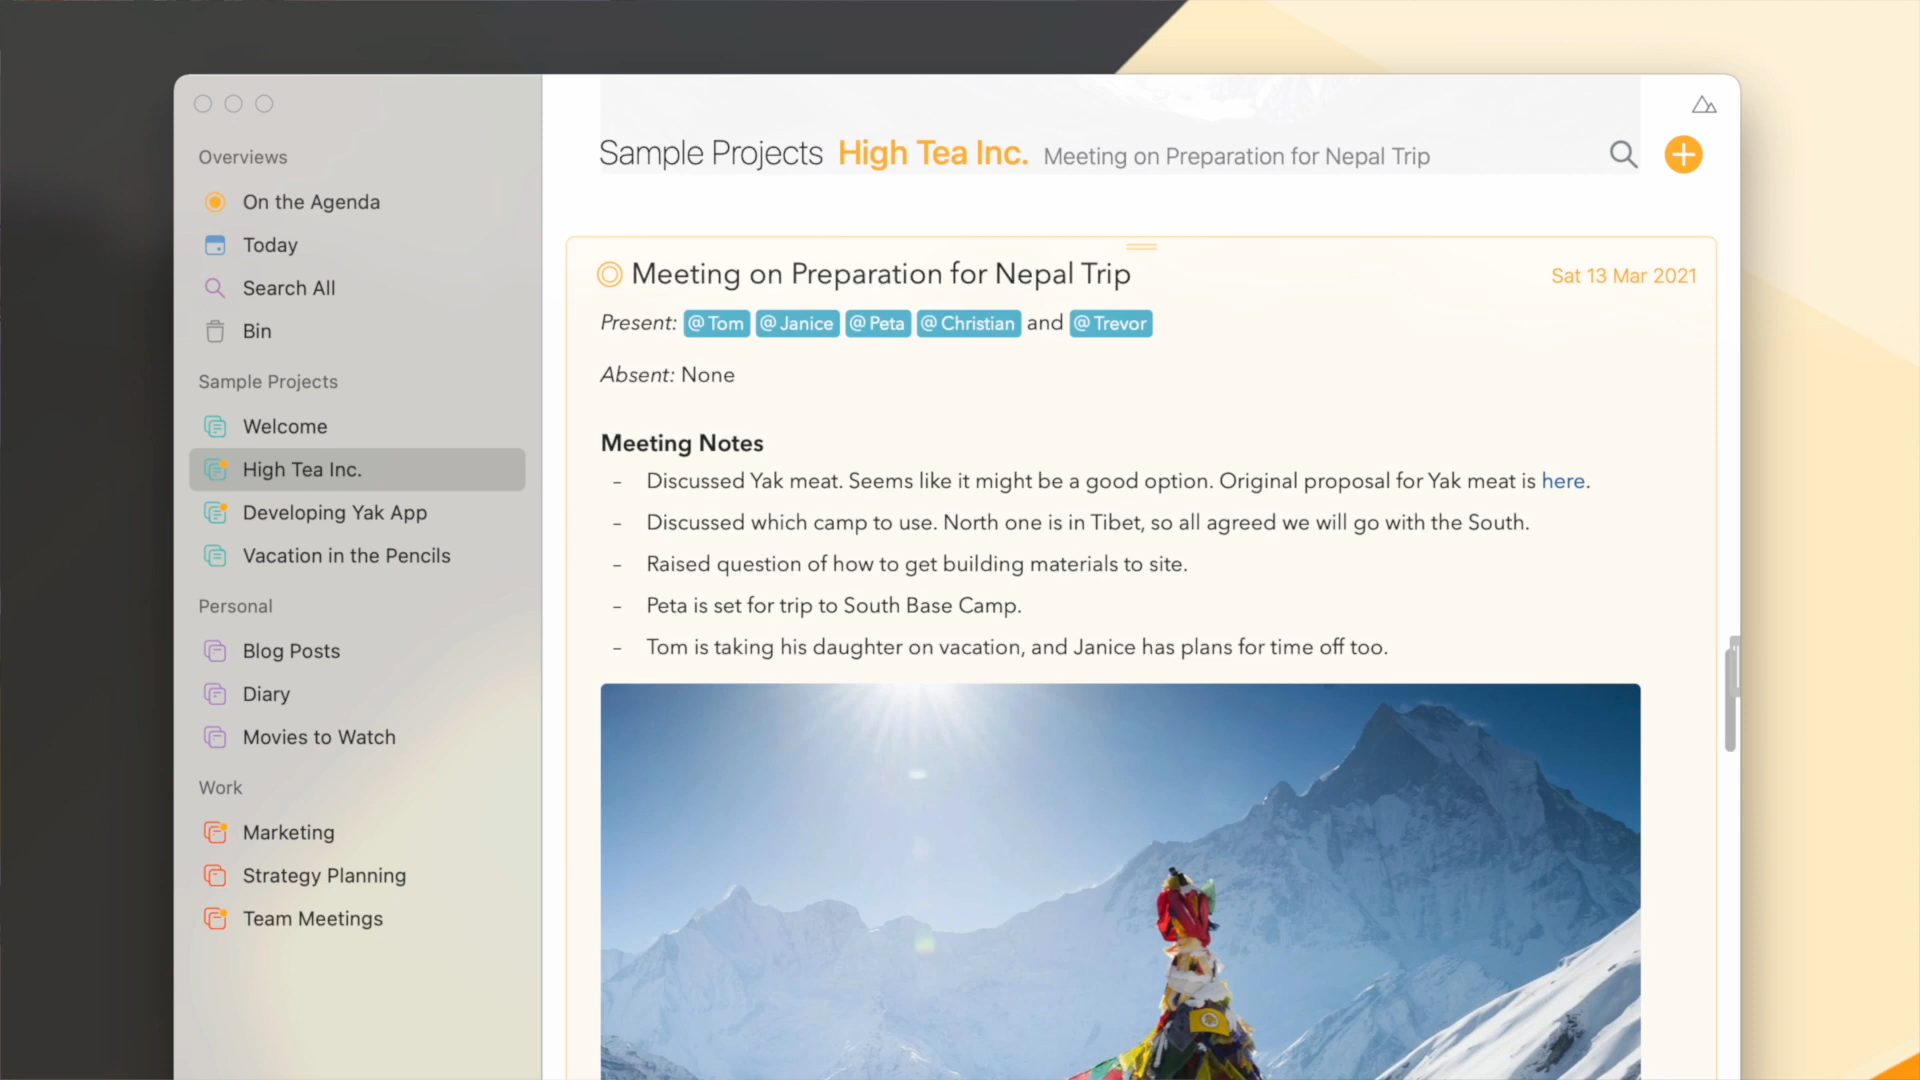 Overviews
On the Agenda
Today
Search All
Bin
Sample Projects
Welcome
High Tea Inc.
Developing Yak App
Vacation in the Pencils
Personal
Blog Posts
Diary
Movies to Watch
Work
Marketing
Strategy Planning
Team Meetings
Sample Projects High Tea Inc. Meeting on Preparation for Nepal Trip
Meeting on Preparation for Nepal Trip Sat 13 Mar 2021
Present: @Tom @Janice @Peta @Christian and @Trevor
Absent: None
Meeting Notes
– Discussed Yak meat. Seems like it might be a good option. Original proposal for Yak meat is here.
– Discussed which camp to use. North one is in Tibet, so all agreed we will go with the South.
– Raised question of how to get building materials to site.
– Peta is set for trip to South Base Camp.
– Tom is taking his daughter on vacation, and Janice has plans for time off too.